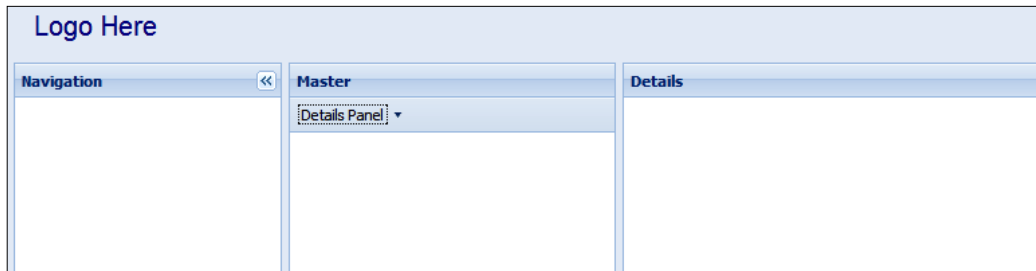 Logo Here
Navigation
Master
Details
Details Panel